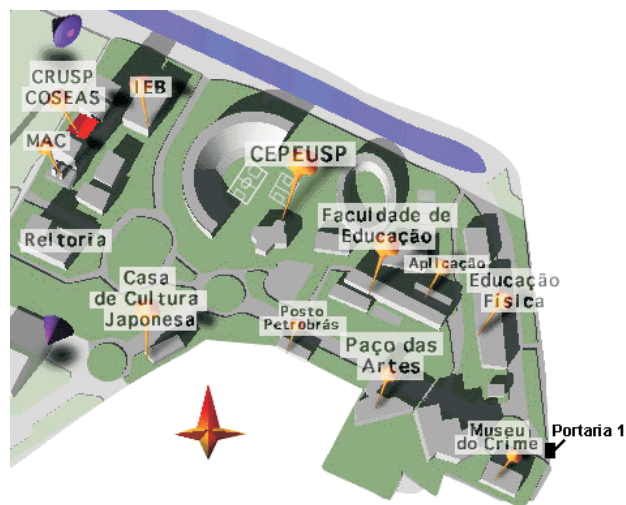 CRUSP
COSEAS
IEB
MAC
CEPEUSP
Reitoria
Faculdade de
Educação
Aplicação
Casa
de Cultura
Japonesa
Educação
Física
Posto
Petrobrás
Paço das
Artes
Museu
do Crime
Portaria 1